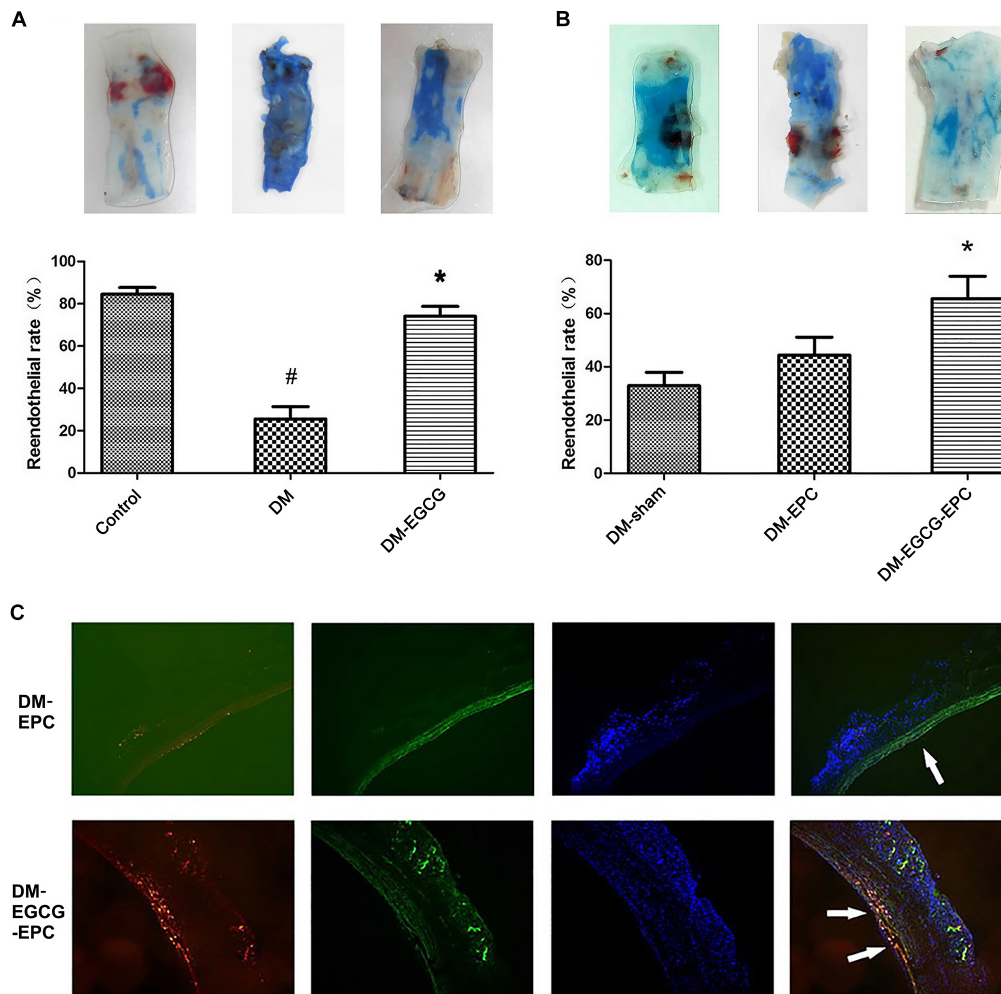 A
B
Reendothelial rate（%）
100
80
60
40
20
0
#
*
Control
DM
DM-EGCG
Reendothelial rate（%）
80
60
40
20
0
*
DM-sham
DM-EPC
DM-EGCG-EPC
C
DM-
EPC
DM-
EGCG
-EPC